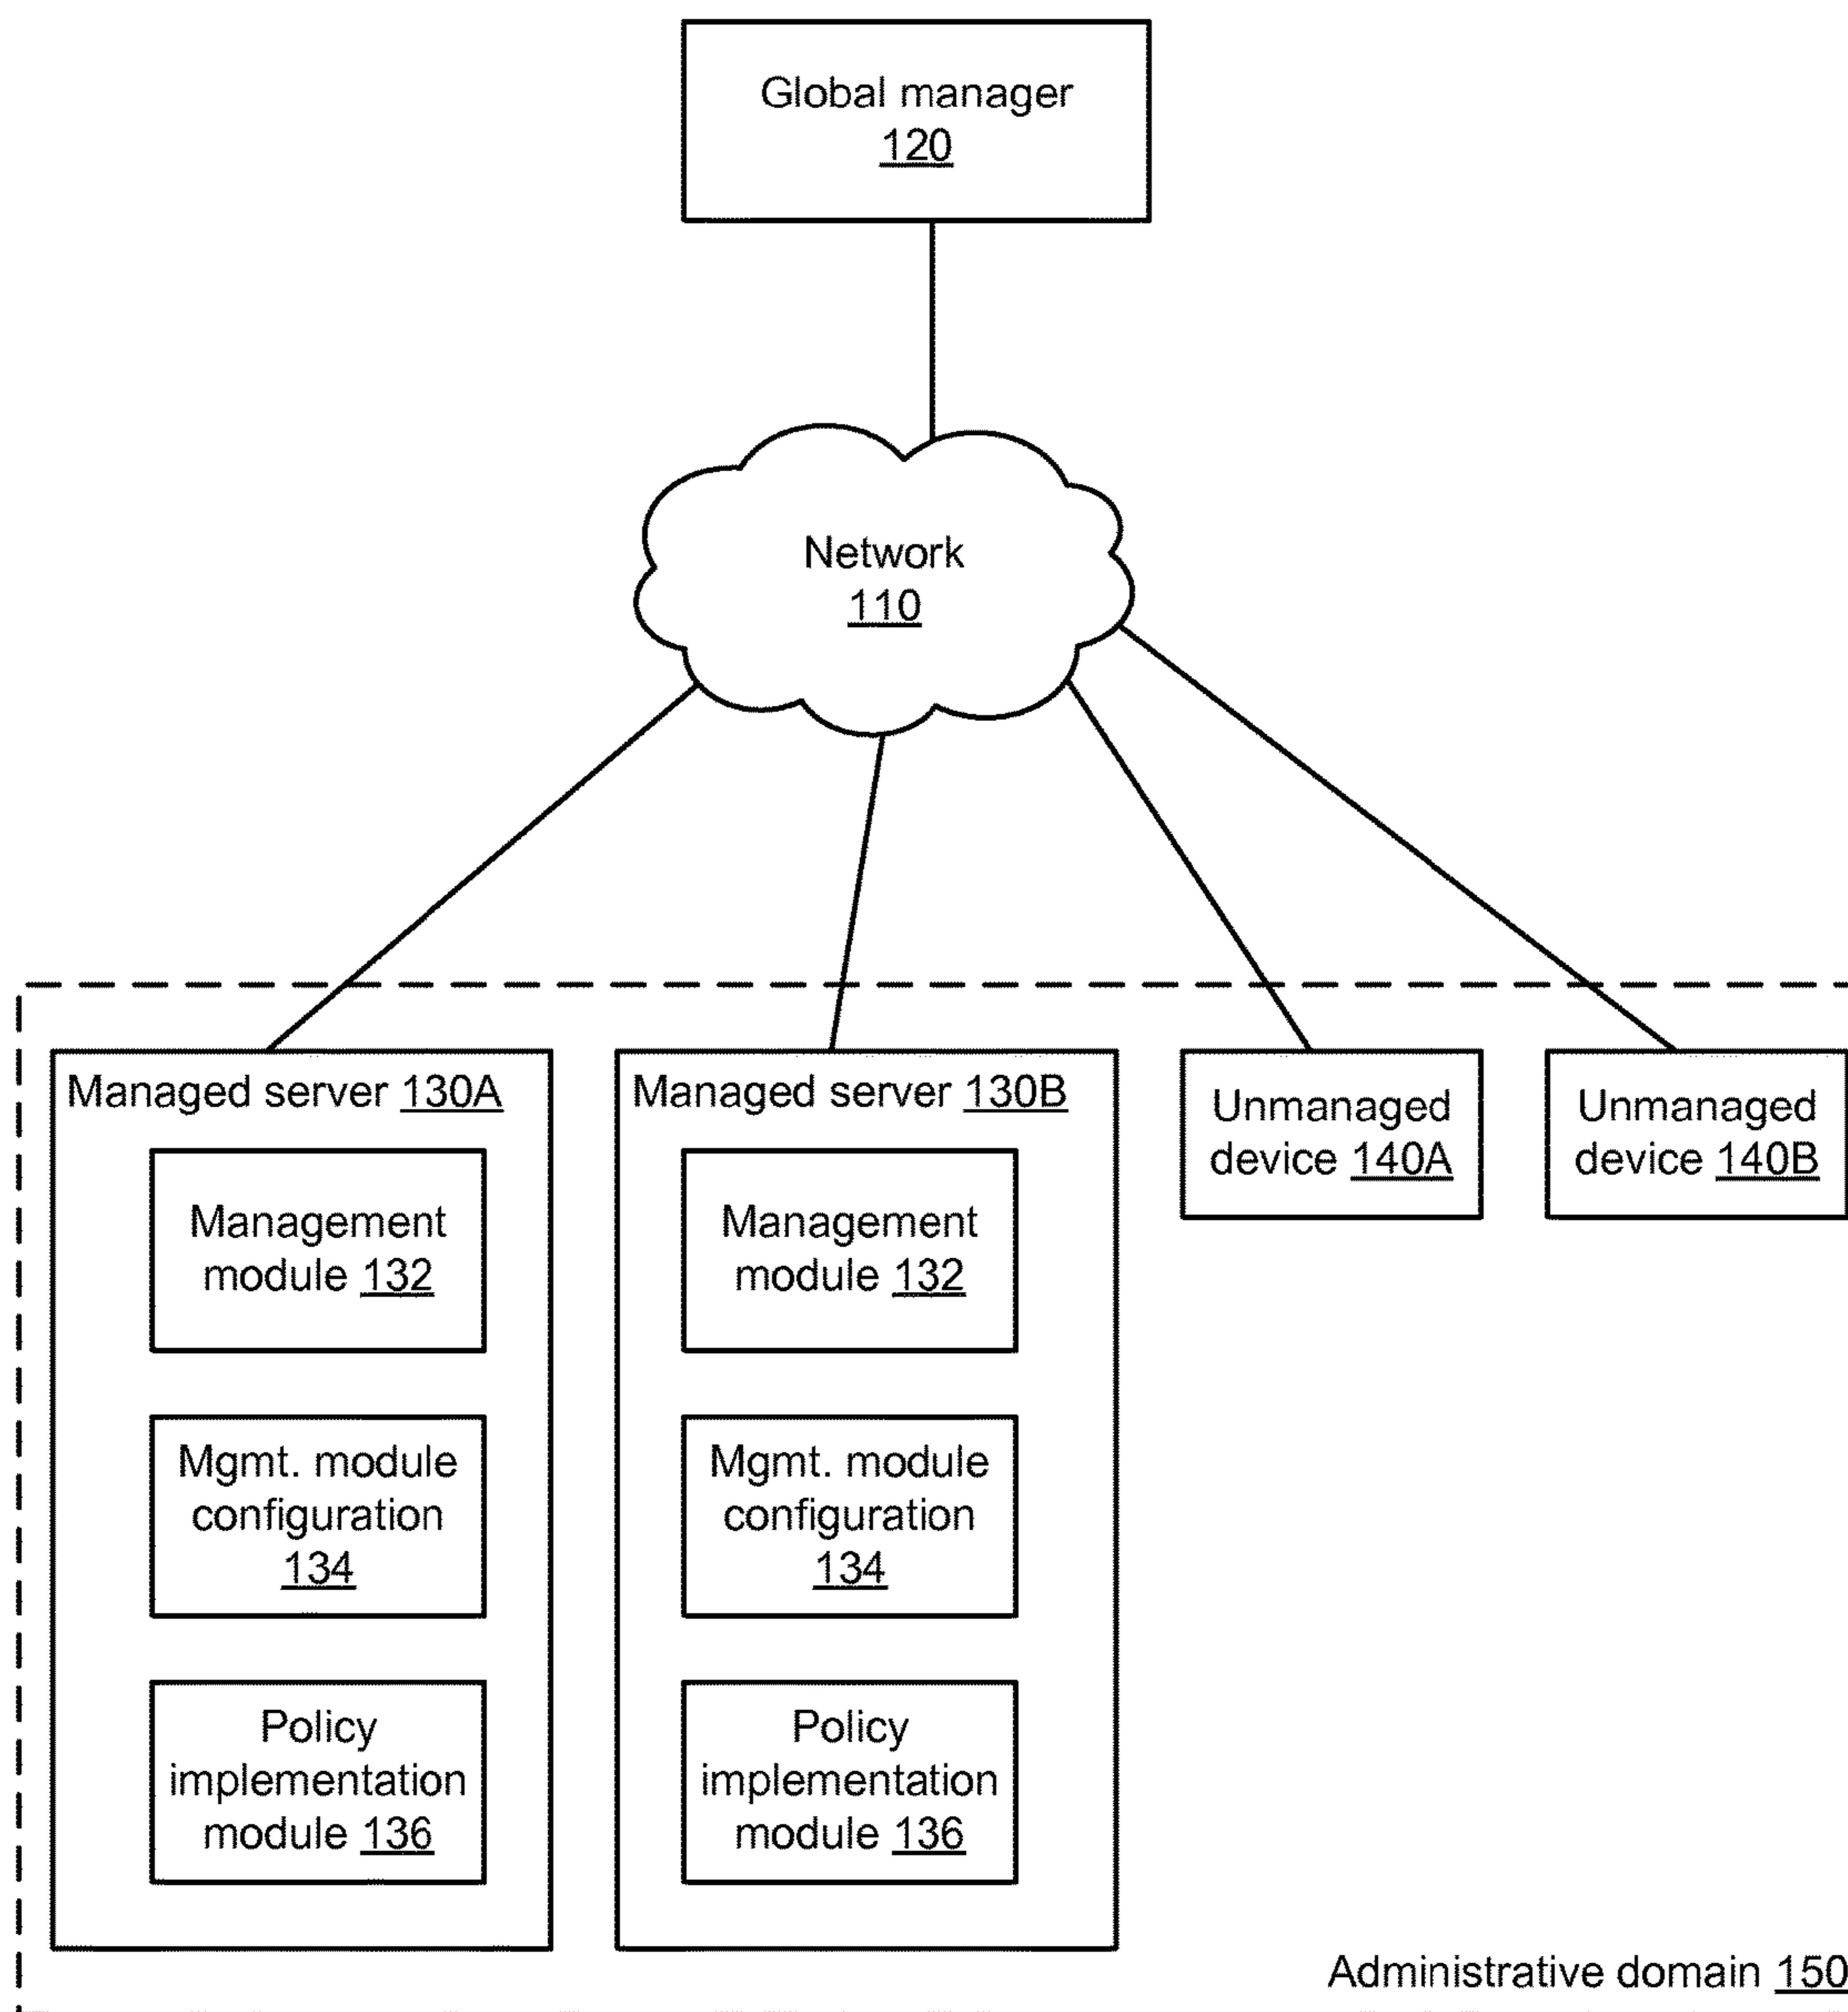 Global manager
120
Network
110
Managed server 130A
Management
module 132
Mgmt. module
configuration
134
Policy
implementation
module 136
Managed server 130B
Management
module 132
Mgmt. module
configuration
134
Policy
implementation
module 136
Unmanaged
device 140A
Unmanaged
device 140B
Administrative domain 150